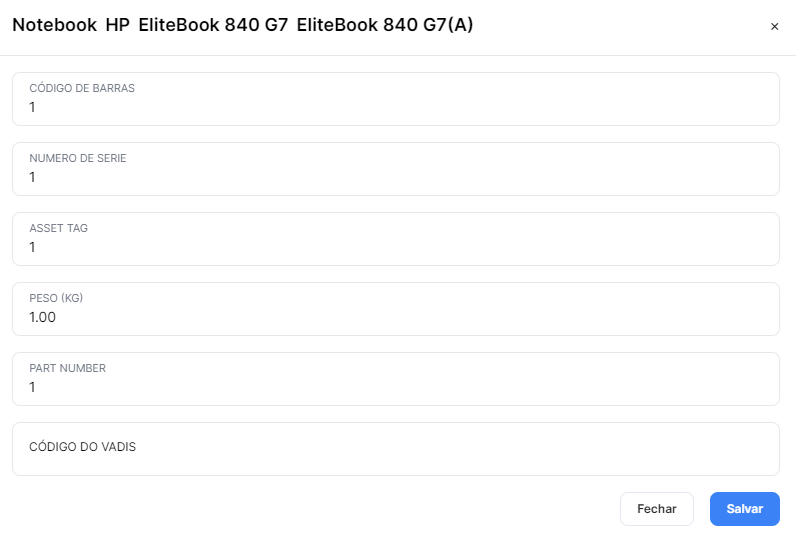 Notebook HP EliteBook 840 G7 EliteBook 840 G7(A) ×
CÓDIGO DE BARRAS
1
NUMERO DE SERIE
1
ASSET TAG
1
PESO (KG)
1.00
PART NUMBER
1
CÓDIGO DO VADIS
Fechar Salvar